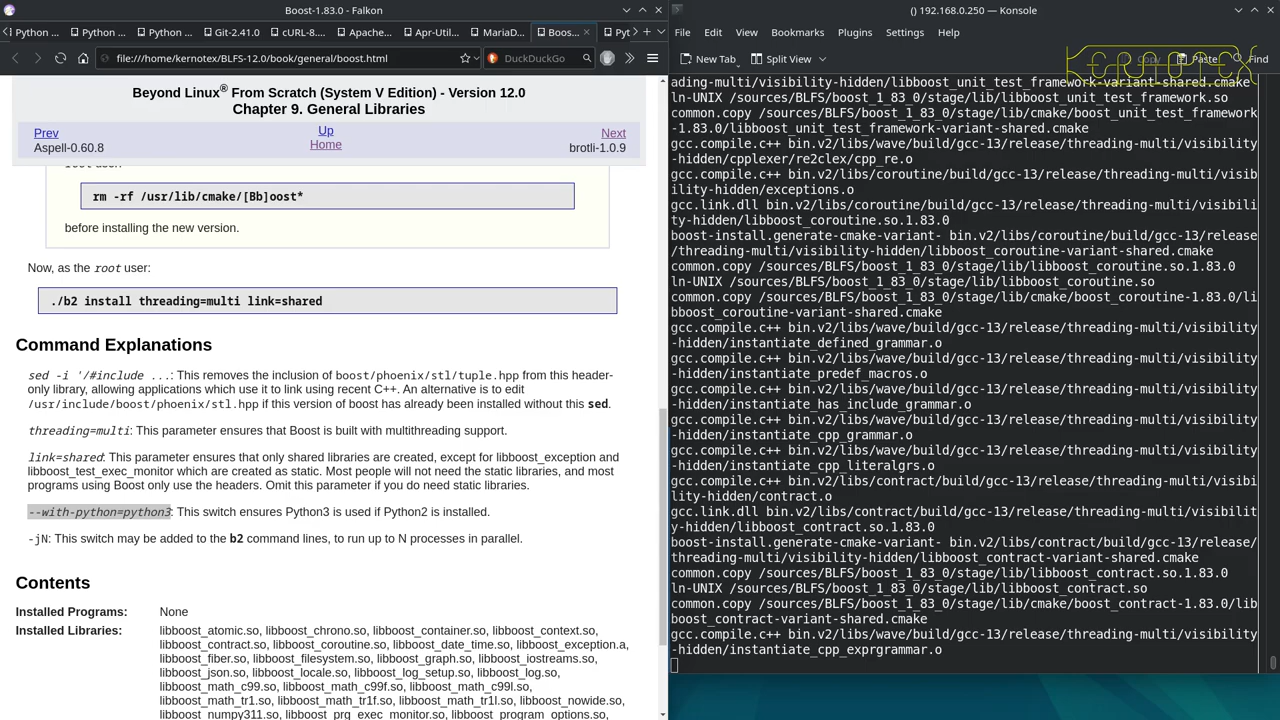 Boost-1.83.0 - Falkon
Python ...
Python ...
Python ...
Git-2.41.0
cURL-8....
Apache...
Apr-Util...
MariaD...
Boos...
Pyt
file:///home/kernotex/BLFS-12.0/book/general/boost.html
DuckDuckGo
Beyond Linux® From Scratch (System V Edition) - Version 12.0
Chapter 9. General Libraries
Prev
Up
Next
Aspell-0.60.8
Home
brotli-1.0.9
rm -rf /usr/lib/cmake/[Bb]oost*
before installing the new version.
Now, as the root user:
./b2 install threading=multi link=shared
Command Explanations
sed -i '/#include ...: This removes the inclusion of boost/phoenix/stl/tuple.hpp from this header-
only library, allowing applications which use it to link using recent C++. An alternative is to edit
/usr/include/boost/phoenix/stl.hpp if this version of boost has already been installed without this sed.
threading=multi: This parameter ensures that Boost is built with multithreading support.
link=shared: This parameter ensures that only shared libraries are created, except for libboost_exception and
libboost_test_exec_monitor which are created as static. Most people will not need the static libraries, and most
programs using Boost only use the headers. Omit this parameter if you do need static libraries.
--with-python=python3: This switch ensures Python3 is used if Python2 is installed.
-jN: This switch may be added to the b2 command lines, to run up to N processes in parallel.
Contents
Installed Programs: None
Installed Libraries: libboost_atomic.so, libboost_chrono.so, libboost_container.so, libboost_context.so,
libboost_contract.so, libboost_coroutine.so, libboost_date_time.so, libboost_exception.a,
libboost_fiber.so, libboost_filesystem.so, libboost_graph.so, libboost_iostreams.so,
libboost_json.so, libboost_locale.so, libboost_log_setup.so, libboost_log.so,
libboost_math_c99.so, libboost_math_c99f.so, libboost_math_c99l.so,
libboost_math_tr1.so, libboost_math_tr1f.so, libboost_math_tr1l.so, libboost_nowide.so,
libboost_numpy311.so, libboost_prg_exec_monitor.so, libboost_program_options.so,
() 192.168.0.250 — Konsole
File Edit View Bookmarks Plugins Settings Help
New Tab Split View Copy Paste Find
KERNOTEX
ading-multi/visibility-hidden/libboost_unit_test_framework-variant-shared.cmake
ln-UNIX /sources/BLFS/boost_1_83_0/stage/lib/libboost_unit_test_framework.so
common.copy /sources/BLFS/boost_1_83_0/stage/lib/cmake/boost_unit_test_framework
-1.83.0/libboost_unit_test_framework-variant-shared.cmake
gcc.compile.c++ bin.v2/libs/wave/build/gcc-13/release/threading-multi/visibility
-hidden/cpplexer/re2clex/cpp_re.o
gcc.compile.c++ bin.v2/libs/coroutine/build/gcc-13/release/threading-multi/visib
ility-hidden/exceptions.o
gcc.link.dll bin.v2/libs/coroutine/build/gcc-13/release/threading-multi/visibili
ty-hidden/libboost_coroutine.so.1.83.0
boost-install.generate-cmake-variant- bin.v2/libs/coroutine/build/gcc-13/release
/threading-multi/visibility-hidden/libboost_coroutine-variant-shared.cmake
common.copy /sources/BLFS/boost_1_83_0/stage/lib/libboost_coroutine.so.1.83.0
ln-UNIX /sources/BLFS/boost_1_83_0/stage/lib/libboost_coroutine.so
common.copy /sources/BLFS/boost_1_83_0/stage/lib/cmake/boost_coroutine-1.83.0/li
bboost_coroutine-variant-shared.cmake
gcc.compile.c++ bin.v2/libs/wave/build/gcc-13/release/threading-multi/visibility
-hidden/instantiate_defined_grammar.o
gcc.compile.c++ bin.v2/libs/wave/build/gcc-13/release/threading-multi/visibility
-hidden/instantiate_predef_macros.o
gcc.compile.c++ bin.v2/libs/wave/build/gcc-13/release/threading-multi/visibility
-hidden/instantiate_has_include_grammar.o
gcc.compile.c++ bin.v2/libs/wave/build/gcc-13/release/threading-multi/visibility
-hidden/instantiate_cpp_grammar.o
gcc.compile.c++ bin.v2/libs/wave/build/gcc-13/release/threading-multi/visibility
-hidden/instantiate_cpp_literalgrs.o
gcc.compile.c++ bin.v2/libs/contract/build/gcc-13/release/threading-multi/visibi
lity-hidden/contract.o
gcc.link.dll bin.v2/libs/contract/build/gcc-13/release/threading-multi/visibilit
y-hidden/libboost_contract.so.1.83.0
boost-install.generate-cmake-variant- bin.v2/libs/contract/build/gcc-13/release/
threading-multi/visibility-hidden/libboost_contract-variant-shared.cmake
common.copy /sources/BLFS/boost_1_83_0/stage/lib/libboost_contract.so.1.83.0
ln-UNIX /sources/BLFS/boost_1_83_0/stage/lib/libboost_contract.so
common.copy /sources/BLFS/boost_1_83_0/stage/lib/cmake/boost_contract-1.83.0/lib
boost_contract-variant-shared.cmake
gcc.compile.c++ bin.v2/libs/wave/build/gcc-13/release/threading-multi/visibility
-hidden/instantiate_cpp_exprgrammar.o